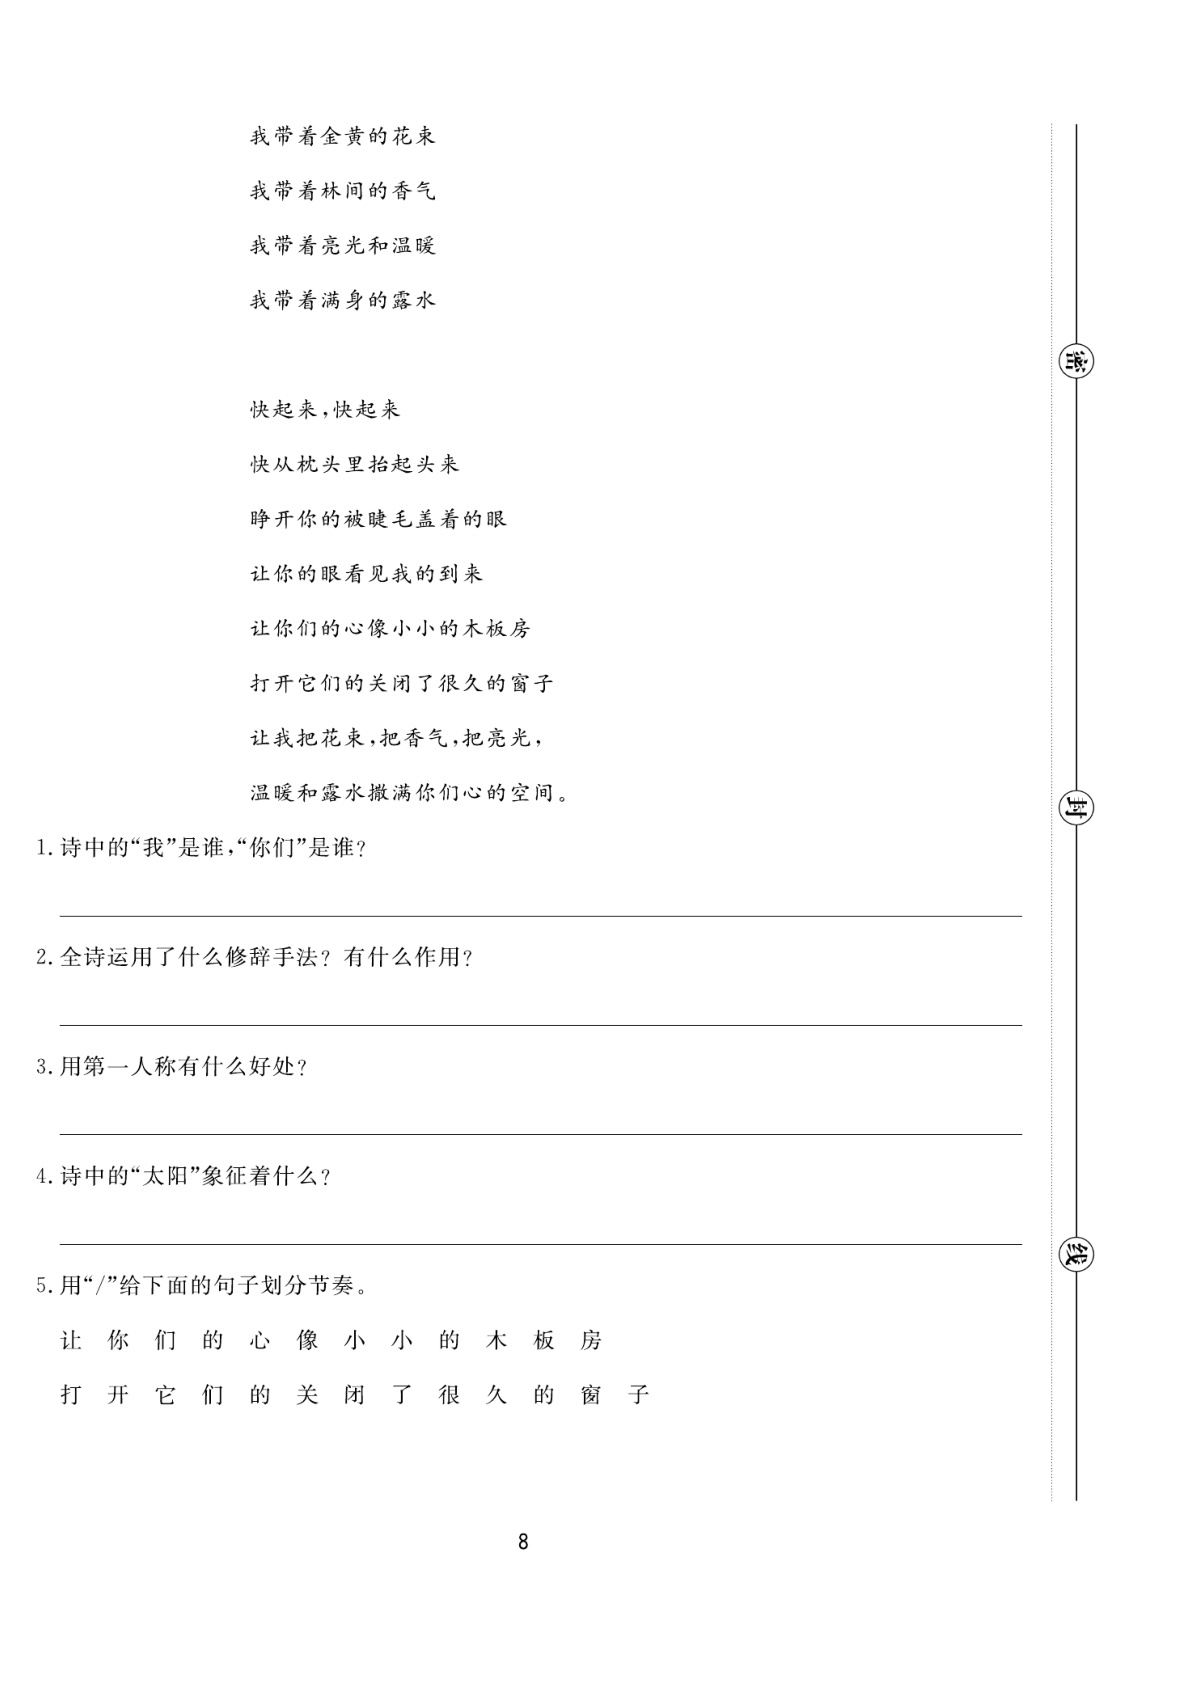 我带着金黄的花束
我带着林间的香气
我带着亮光和温暖
我带着满身的露水
快起来,快起来
快从枕头里抬起头来
睁开你的被睫毛盖着的眼
让你的眼看见我的到来
让你们的心像小小的木板房
打开它们的关闭了很久的窗子
让我把花束,把香气,把亮光,
温暖和露水撒满你们心的空间。
1. 诗中的“我”是谁,“你们”是谁?
2. 全诗运用了什么修辞手法? 有什么作用?
3. 用第一人称有什么好处?
4. 诗中的“太阳”象征着什么?
5. 用“/”给下面的句子划分节奏。
让 你 们 的 心 像 小 小 的 木 板 房
打 开 它 们 的 关 闭 了 很 久 的 窗 子
8
密
封
线